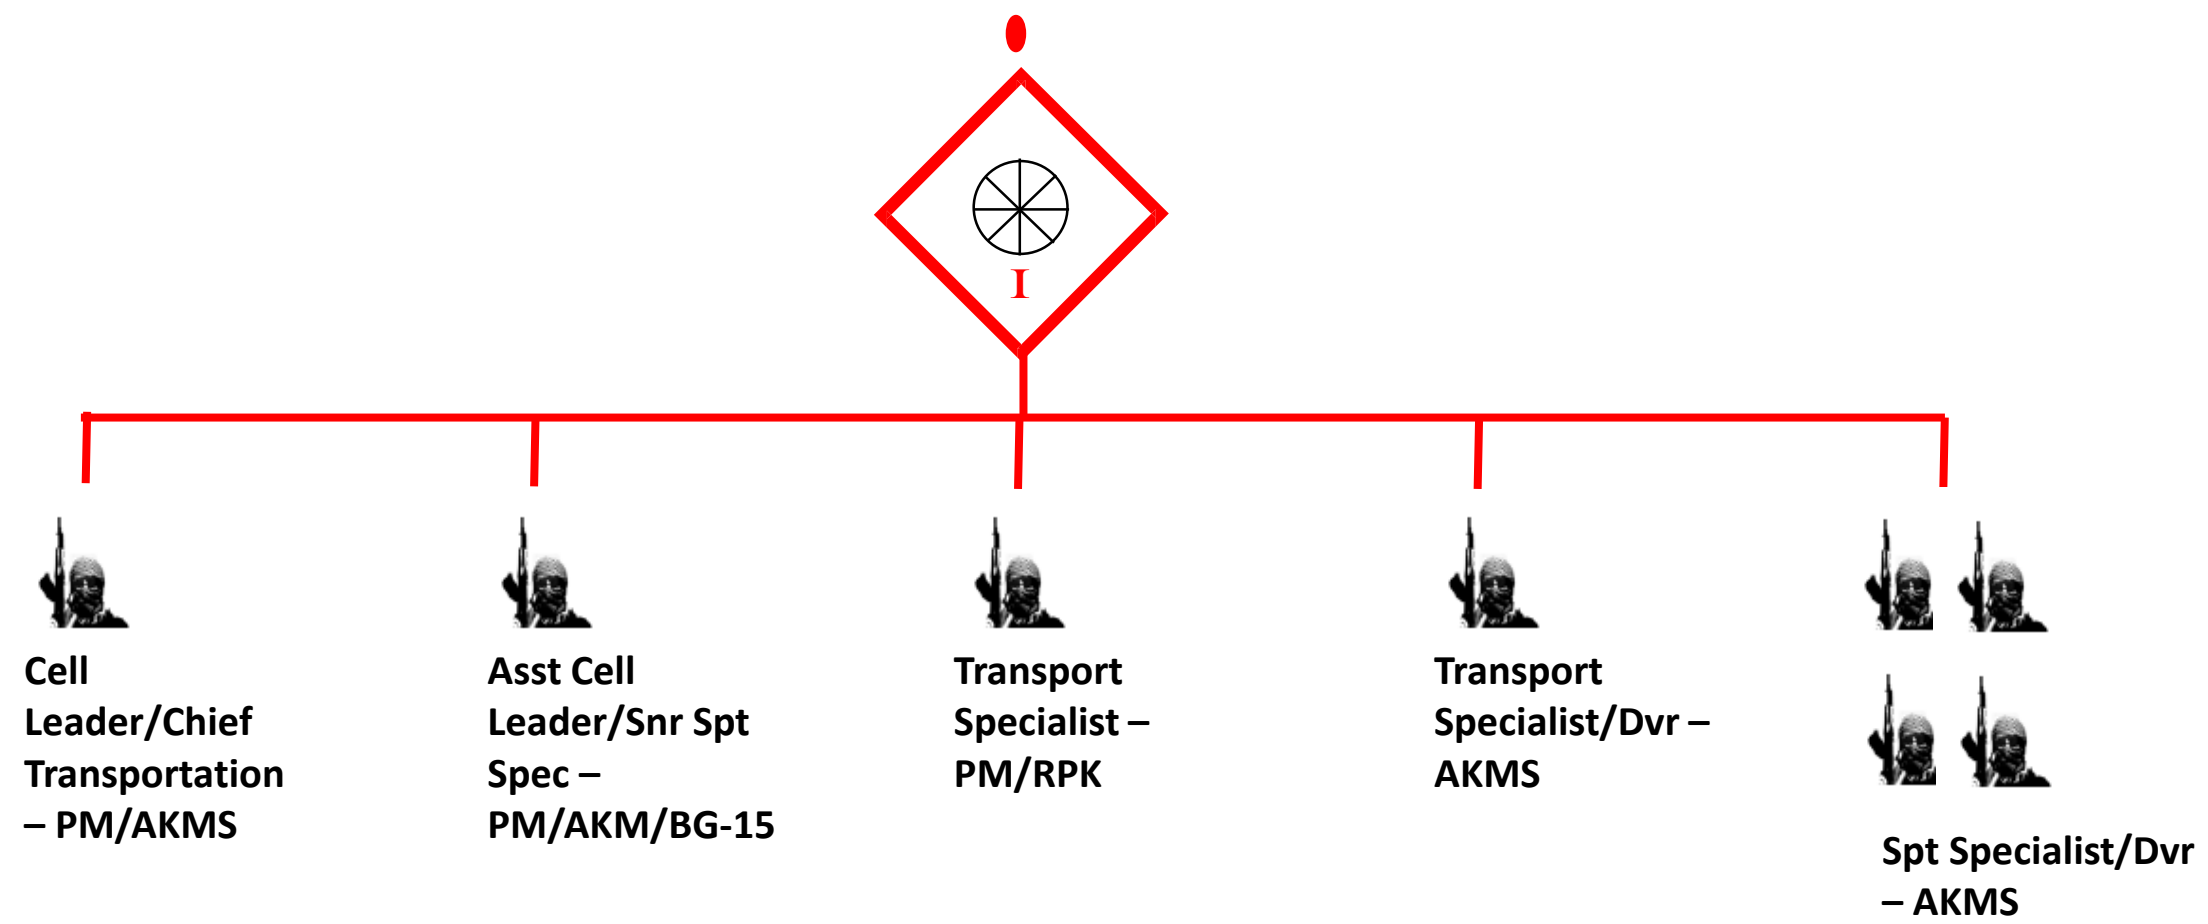 I
Cell
Leader/Chief
Transportation
– PM/AKMS
Asst Cell
Leader/Snr Spt
Spec –
PM/AKM/BG-15
Transport
Specialist –
PM/RPK
Transport
Specialist/Dvr –
AKMS
Spt Specialist/Dvr
– AKMS